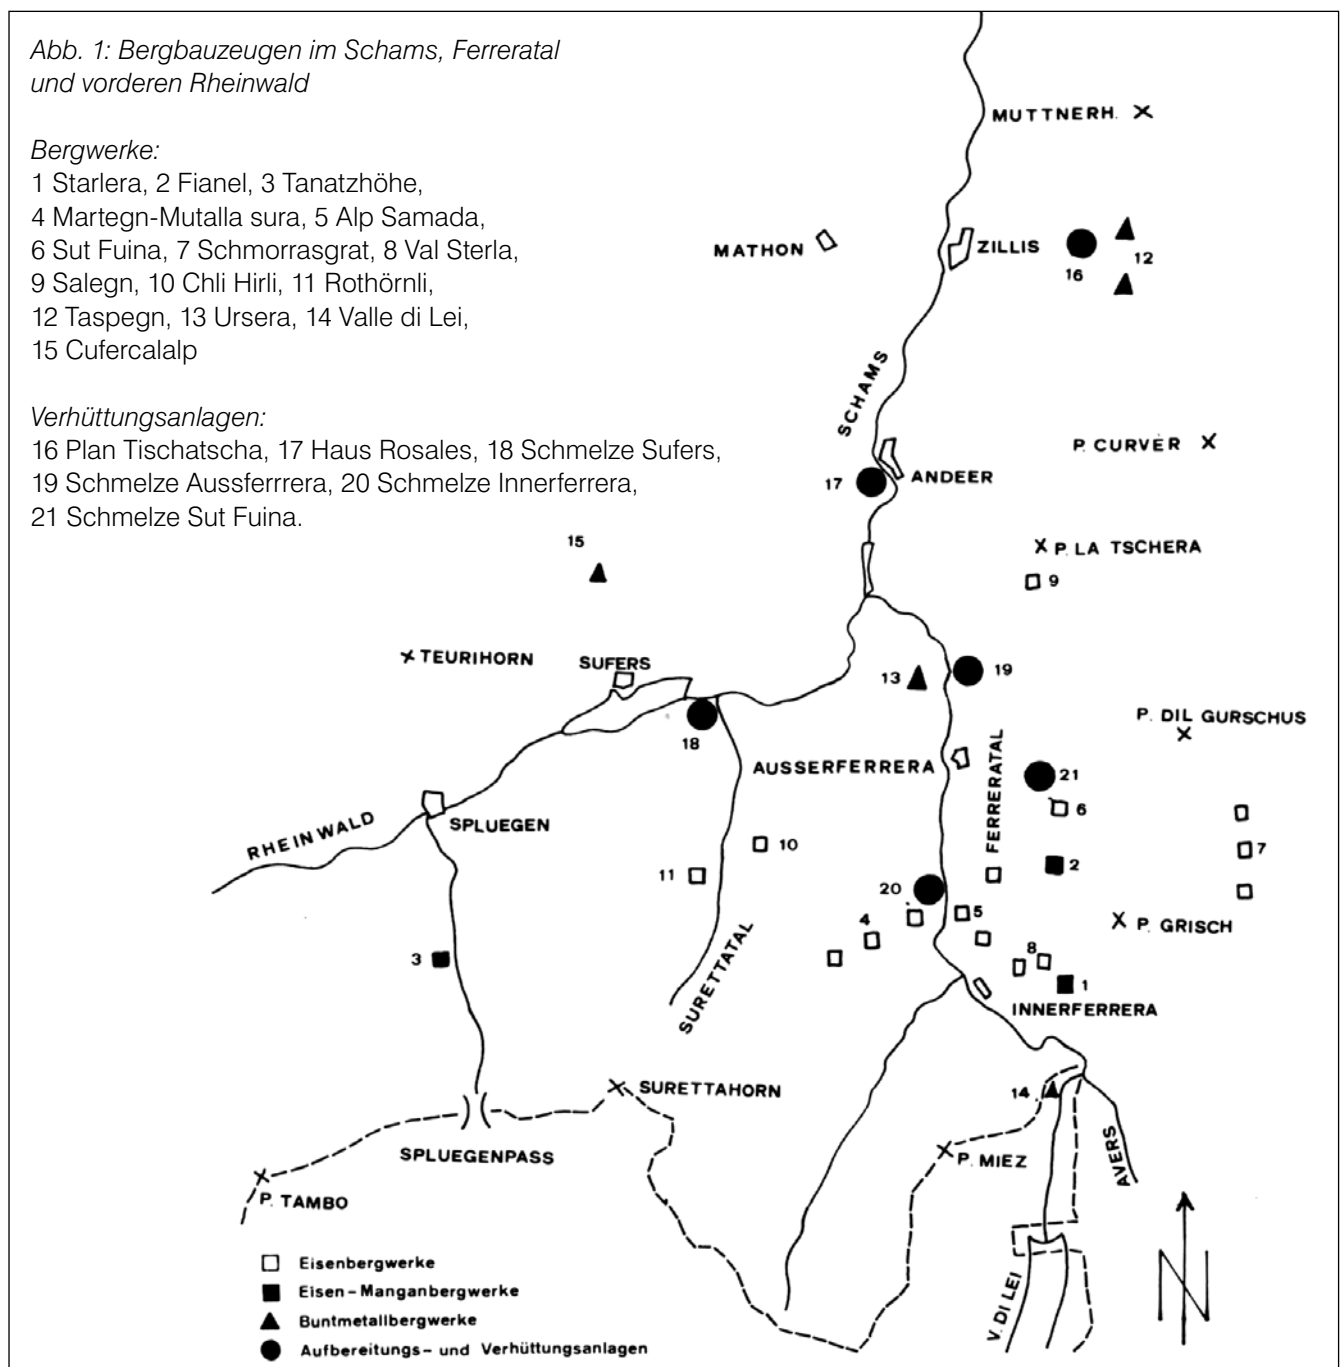 Abb. 1: Bergbauzeugen im Schams, Ferreratal
und vorderen Rheinwald
Bergwerke:
1 Starlera, 2 Fianel, 3 Tanatzhöhe,
4 Martegn-Mutalla sura, 5 Alp Samada,
6 Sut Fuina, 7 Schmorrasgrat, 8 Val Sterla,
9 Salegn, 10 Chli Hirli, 11 Rothörnli,
12 Taspegn, 13 Ursera, 14 Valle di Lei,
15 Cufercalalp
Verhüttungsanlagen:
16 Plan Tischatscha, 17 Haus Rosales, 18 Schmelze Sufers,
19 Schmelze Aussferrrera, 20 Schmelze Innerferrera,
21 Schmelze Sut Fuina.
MUTTNERH.
MATHON
ZILLIS
16
12
SCHAMS
P. CURVÈR
17
ANDEER
15
P. LA TSCHERA
9
TEURIHORN
SUFERS
13
19
18
P. DIL GURSCHUS
AUSSERFERRERA
FERRERATAL
21
6
RHEINWALD
SPLUEGEN
10
7
11
2
20
4
5
P. GRISCH
3
8
1
SURETTATAL
INNERFERRERA
SURETTAHORN
14
AVERS
SPLUEGENPASS
P. MIEZ
P. TAMBO
V. DI LEI
N
Eisenbergwerke
Eisen-Manganbergwerke
Buntmetallbergwerke
Aufbereitungs- und Verhüttungsanlagen